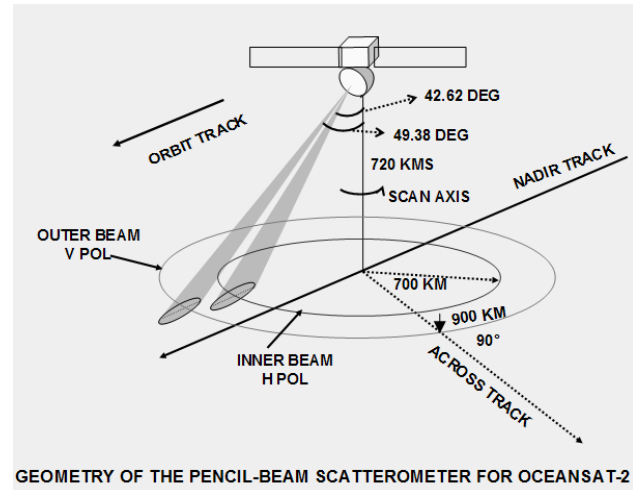 42.62 DEG
49.38 DEG
ORBIT TRACK
720 KMS
NADIR TRACK
SCAN AXIS
OUTER BEAM
V POL
700 KM
900 KM
90°
INNER BEAM
H POL
ACROSS TRACK
GEOMETRY OF THE PENCIL-BEAM SCATTEROMETER FOR OCEANSAT-2